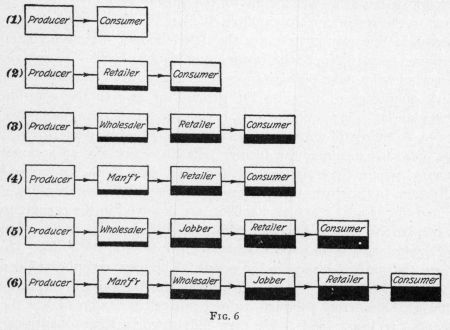 (1) Producer Consumer
(2) Producer Retailer Consumer
(3) Producer Wholesaler Retailer Consumer
(4) Producer Man'f'r Retailer Consumer
(5) Producer Wholesaler Jobber Retailer Consumer
(6) Producer Man'f'r Wholesaler Jobber Retailer Consumer
FIG. 6